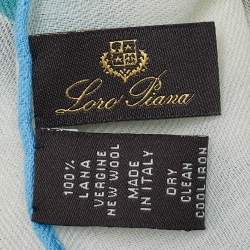 Loro Piana
100%
LANA
VERGINE
NEW WOOL
MADE
IN ITALY
DRY
CLEAN
COOL IRON